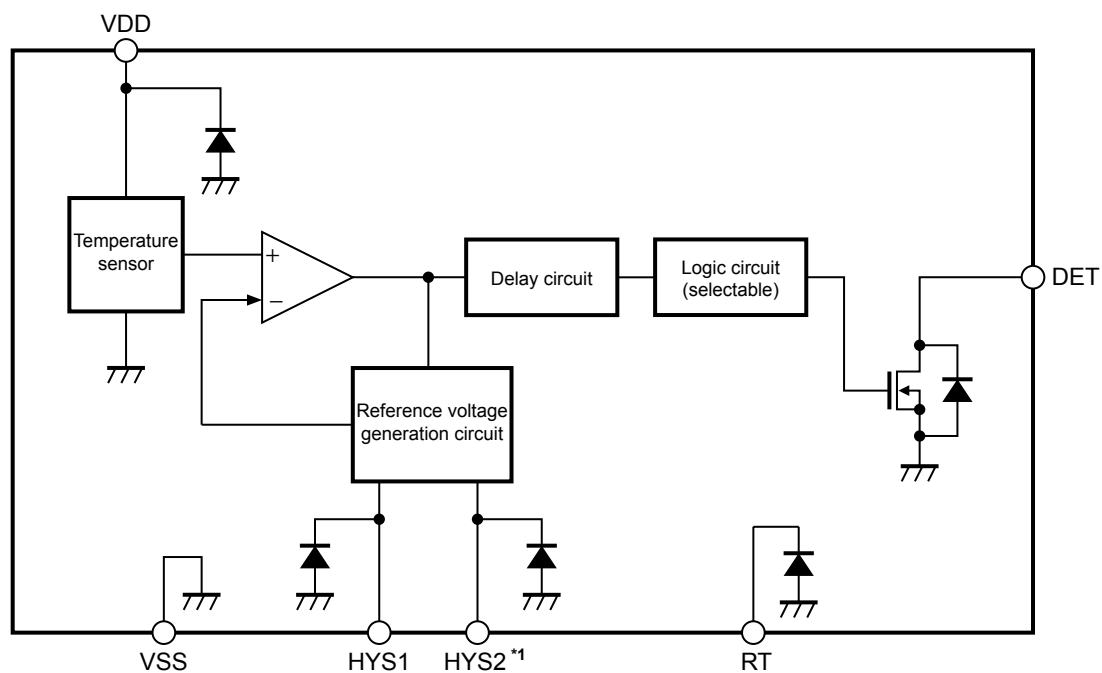 VDD
Temperature
sensor
+
−
Delay circuit
Logic circuit
(selectable)
DET
Reference voltage
generation circuit
VSS
HYS1
HYS2 *1
RT